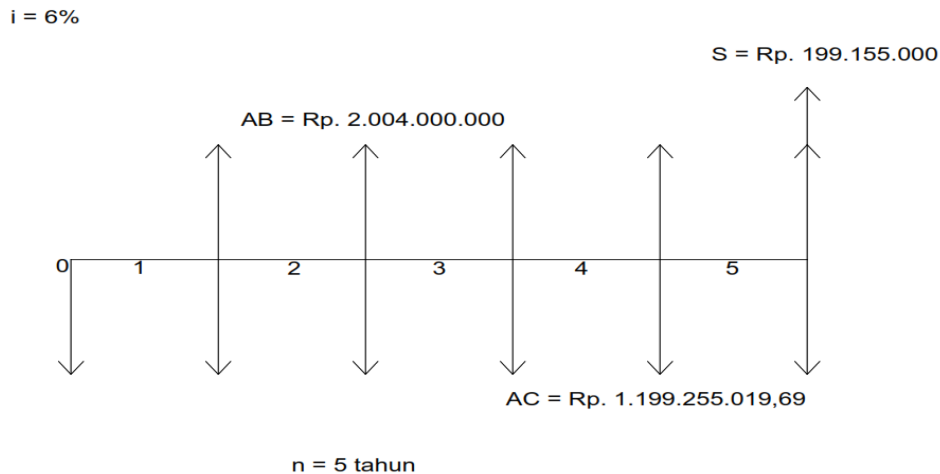 i = 6%
S = Rp. 199.155.000
AB = Rp. 2.004.000.000
0 1 2 3 4 5
AC = Rp. 1.199.255.019,69
n = 5 tahun